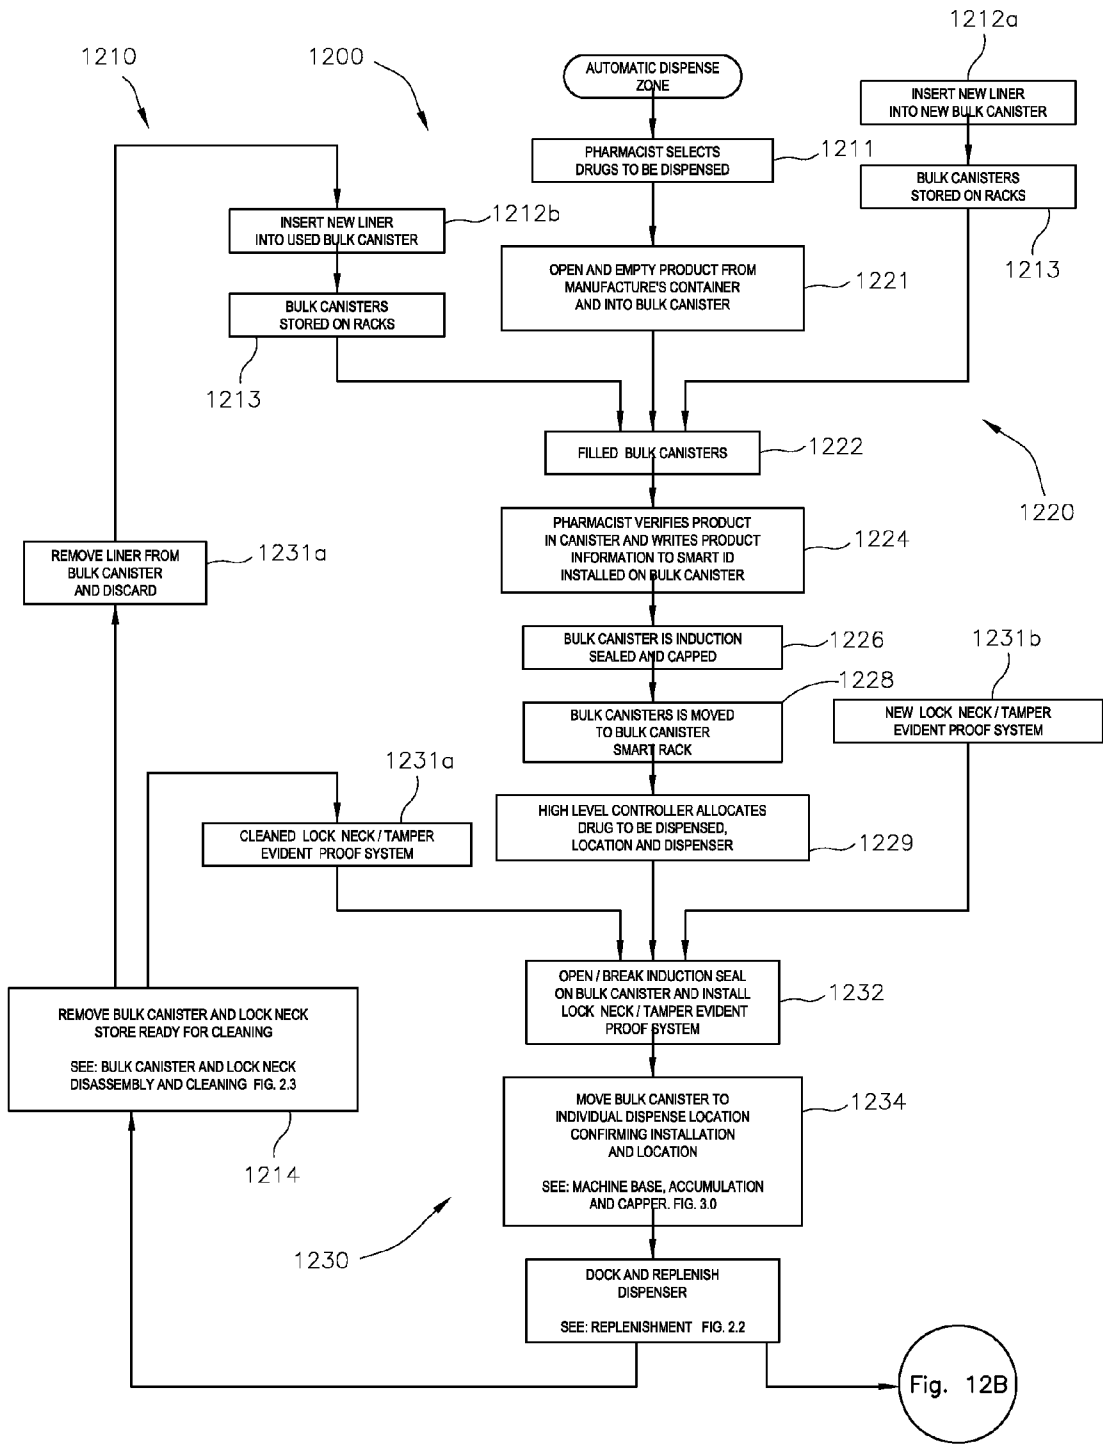 1210
1200
AUTOMATIC DISPENSE
ZONE
1212a
INSERT NEW LINER
INTO NEW BULK CANISTER
PHARMACIST SELECTS
DRUGS TO BE DISPENSED
1211
BULK CANISTERS
STORED ON RACKS
1213
INSERT NEW LINER
INTO USED BULK CANISTER
1212b
OPEN AND EMPTY PRODUCT FROM
MANUFACTURE'S CONTAINER
AND INTO BULK CANISTER
1221
BULK CANISTERS
STORED ON RACKS
1213
FILLED BULK CANISTERS
1222
1220
PHARMACIST VERIFIES PRODUCT
IN CANISTER AND WRITES PRODUCT
INFORMATION TO SMART ID
INSTALLED ON BULK CANISTER
1224
REMOVE LINER FROM
BULK CANISTER
AND DISCARD
1231a
BULK CANISTER IS INDUCTION
SEALED AND CAPPED
1226
1231b
1228
BULK CANISTERS IS MOVED
TO BULK CANISTER
SMART RACK
NEW LOCK NECK / TAMPER
EVIDENT PROOF SYSTEM
1231a
CLEANED LOCK NECK / TAMPER
EVIDENT PROOF SYSTEM
HIGH LEVEL CONTROLLER ALLOCATES
DRUG TO BE DISPENSED,
LOCATION AND DISPENSER
1229
OPEN / BREAK INDUCTION SEAL
ON BULK CANISTER AND INSTALL
LOCK NECK / TAMPER EVIDENT
PROOF SYSTEM
1232
REMOVE BULK CANISTER AND LOCK NECK
STORE READY FOR CLEANING
SEE: BULK CANISTER AND LOCK NECK
DISASSEMBLY AND CLEANING FIG. 2.3
1214
MOVE BULK CANISTER TO
INDIVIDUAL DISPENSE LOCATION
CONFIRMING INSTALLATION
AND LOCATION
SEE: MACHINE BASE, ACCUMULATION
AND CAPPER. FIG. 3.0
1234
1230
DOCK AND REPLENISH
DISPENSER
SEE: REPLENISHMENT FIG. 2.2
Fig. 12B